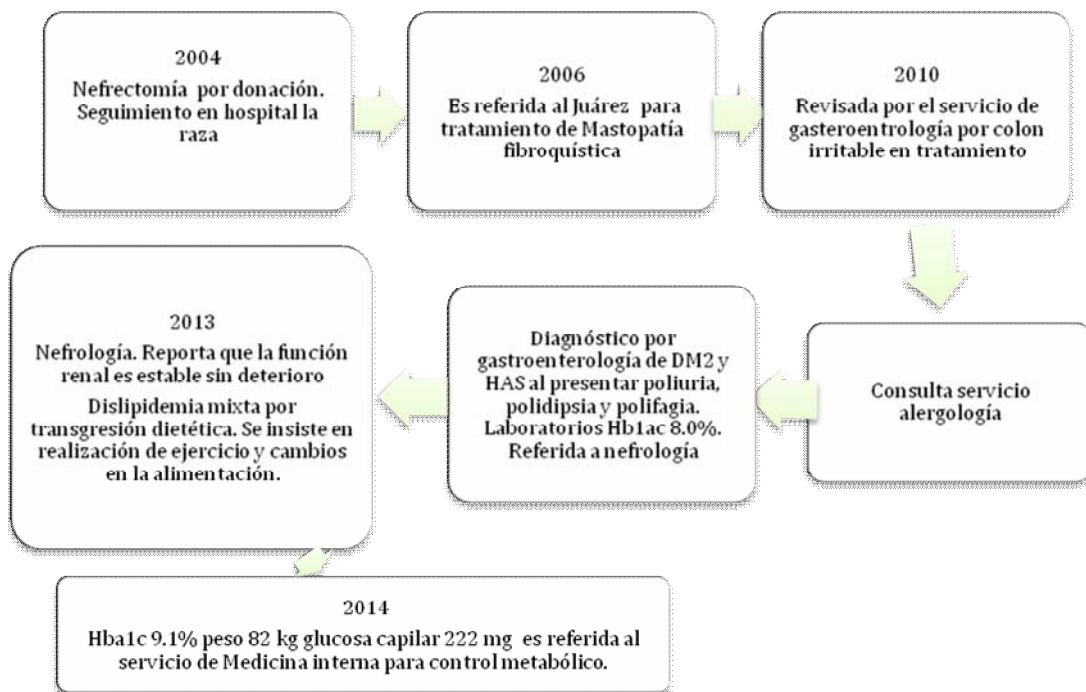 2004
Nefrectomía por donación.
Seguimiento en hospital la
raza
2006
Es referida al Juárez para
tratamiento de Mastopatía
fibroquística
2010
Revisada por el servicio de
gasteroentrología por colon
irritable en tratamiento
Consulta servicio
alergología
Diagnóstico por
gastroenterología de DM2 y
HAS al presentar poliuria,
polidipsia y polifagia.
Laboratorios Hb1ac 8.0%.
Referida a nefrología
2013
Nefrología. Reporta que la función
renal es estable sin deterioro
Dislipidemia mixta por
transgresión dietética. Se insiste en
realización de ejercicio y cambios
en la alimentación.
2014
Hba1c 9.1% peso 82 kg glucosa capilar 222 mg es referida al
servicio de Medicina interna para control metabólico.